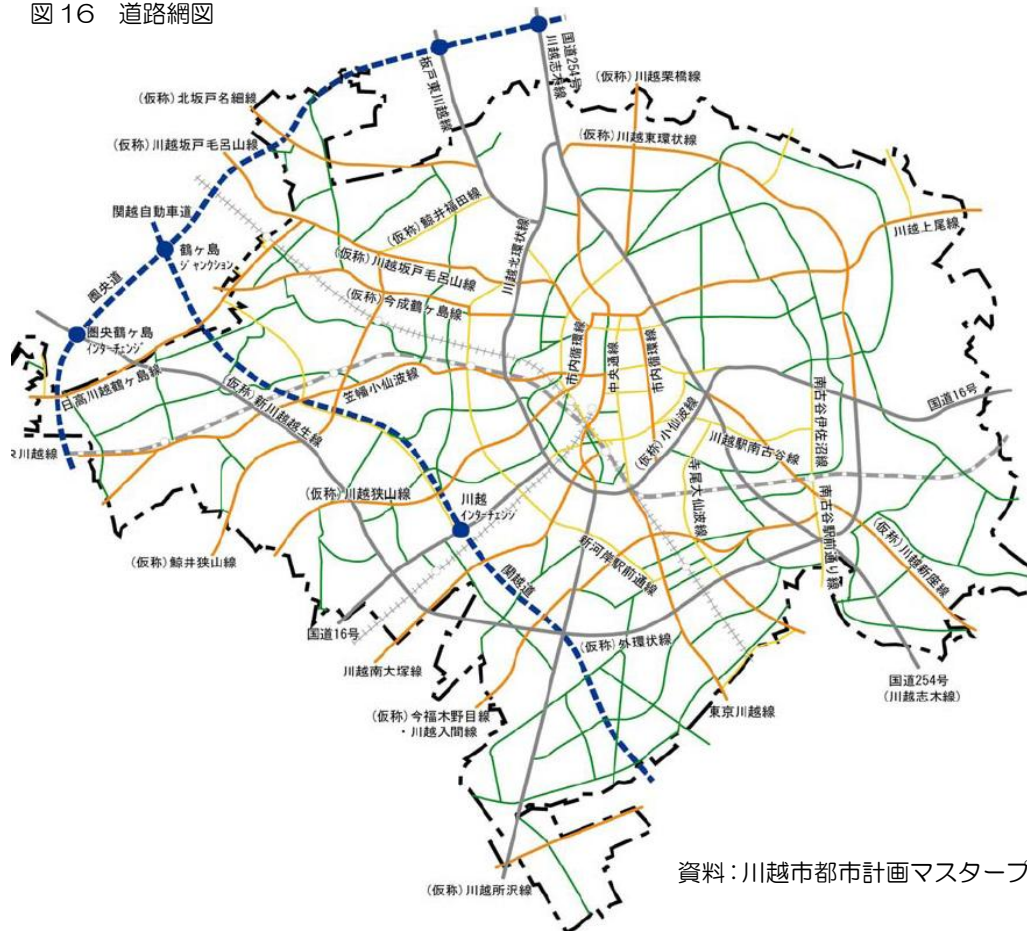 図16 道路網図
国道254号
川越志木線
坂戸東川越線
(仮称)川越栗橋線
(仮称)北坂戸名細線
(仮称)川越坂戸毛呂山線
(仮称)川越東環状線
関越自動車道
(仮称)鯨井福田線
川越上尾線
鶴ヶ島
ジャンクション
川越北環状線
(仮称)川越坂戸毛呂山線
圏央道
(仮称)今成鶴ヶ島線
圏央鶴ヶ島
インターチェンジ
市内循環線
中央通線
市内循環線
日高川越鶴ヶ島線
笠幡小仙波線
(仮称)新川越越生線
南古谷伊佐沼線
国道16号
(仮称)小仙波線
川越駅南古谷線
川越線
(仮称)川越狭山線
寺尾大仙波線
川越
インターチェンジ
南古谷駅前通り線
(仮称)川越新座線
(仮称)鯨井狭山線
新河岸駅前通線
関越道
国道16号
(仮称)外環状線
川越南大塚線
国道254号
(川越志木線)
東京川越線
(仮称)今福木野目線
・川越入間線
(仮称)川越所沢線
資料:川越市都市計画マスタープ